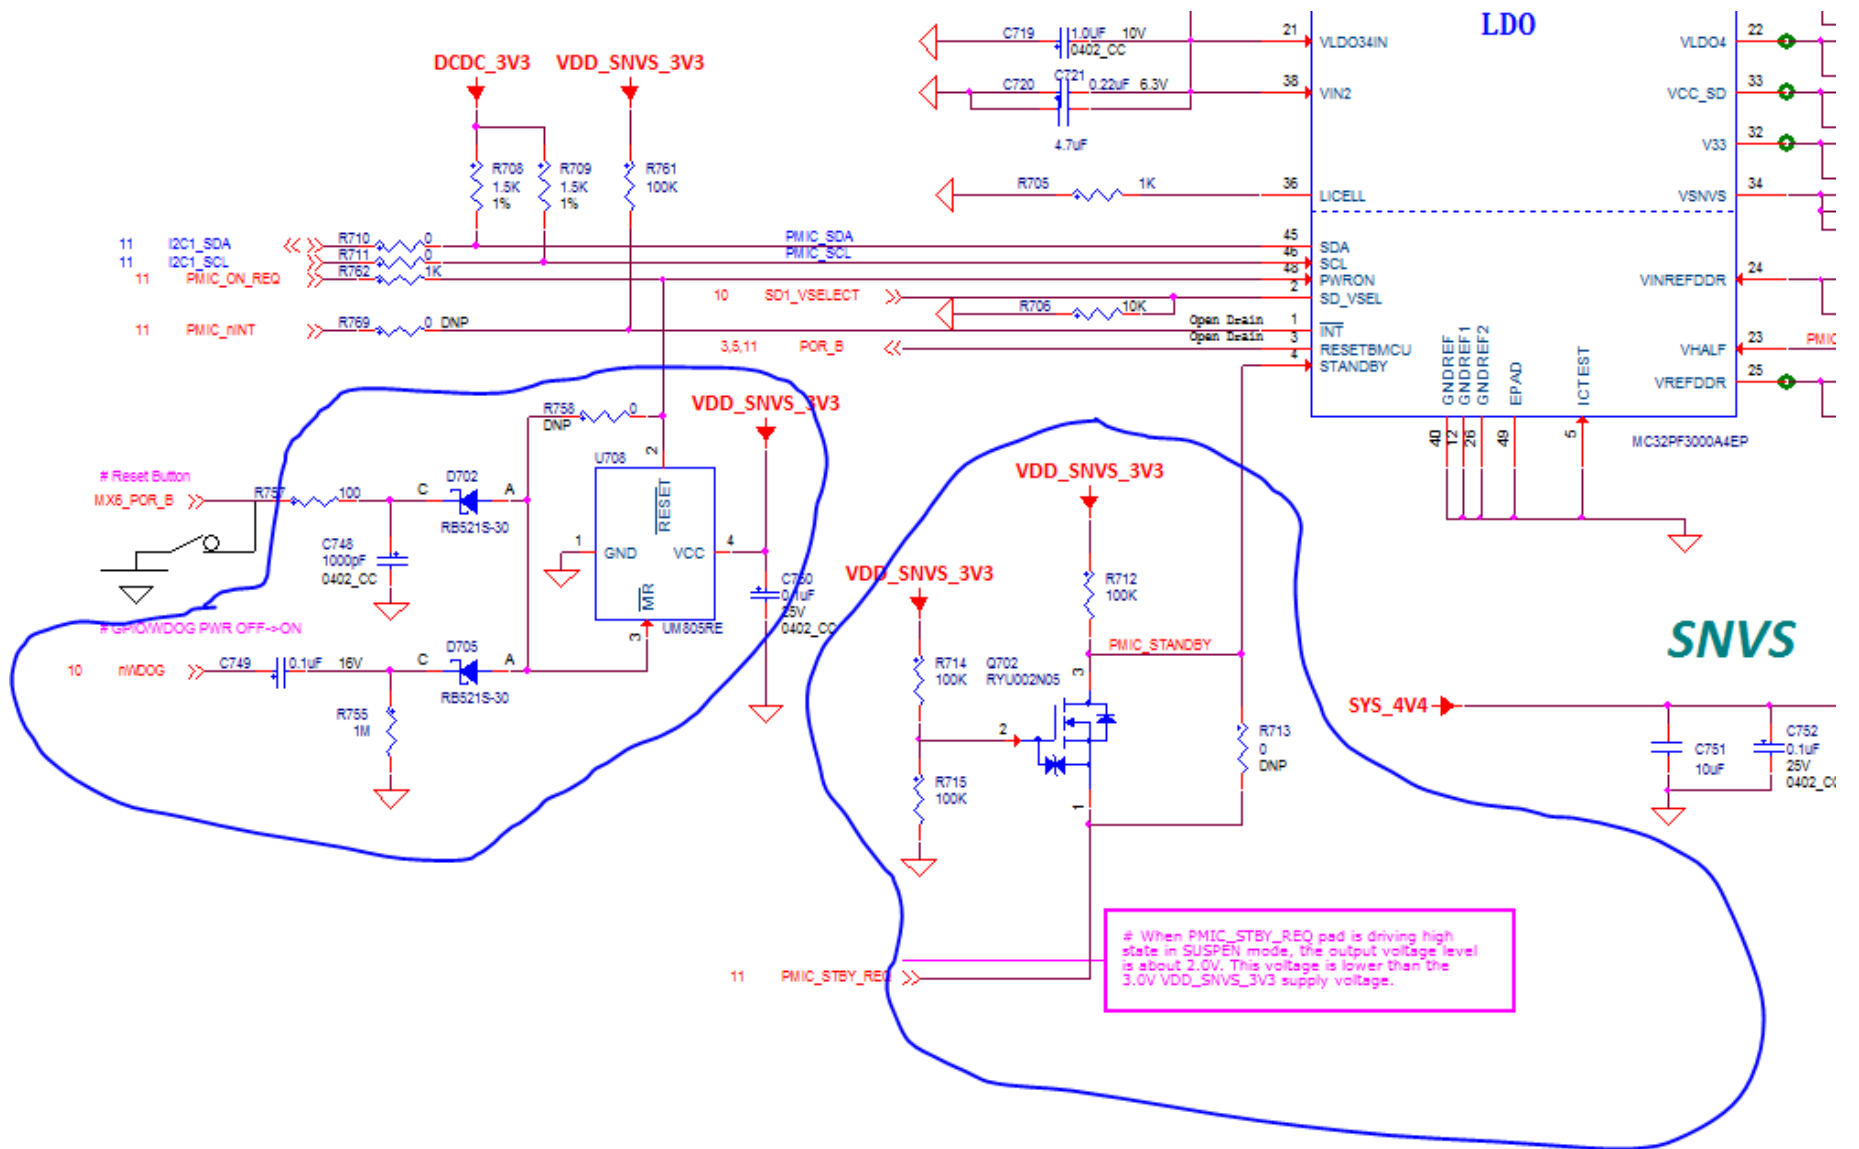 LDO
C719
1.0UF 10V
0402_CC
21
VLDO34IN
VLDO4
22
DCDC_3V3
VDD_SNVS_3V3
C720
C721
0.22uF 6.3V
4.7uF
38
VIN2
VCC_SD
33
V33
32
R708
1.5K
1%
R709
1.5K
1%
R761
100K
R705
1K
36
LICELL
VSNVS
34
11 I2C1_SDA
R710
0
PMIC_SDA
45
SDA
11 I2C1_SCL
R711
0
PMIC_SCL
46
SCL
11 PMIC_ON_REQ
R762
1K
48
PWRON
VINREFDDR
24
10 SD1_VSELECT
2
SD_VSEL
R706
10K
11 PMIC_nINT
R769
0 DNP
Open Drain
1
INT
3,5,11 POR_B
Open Drain
3
RESETBMCU
4
STANDBY
VHALF
23
PMIC
VREFDDR
25
GNDREF
GNDREF1
GNDREF2
EPAD
ICTEST
40
12
26
49
5
MC32PF3000A4EP
R758
0
DNP
VDD_SNVS_3V3
U708
2
RESET
1
GND
VCC
4
MR
3
UM805RE
C760
0.1uF
25V
0402_CC
# Reset Button
MX6_POR_B
R757
100
C
D702
A
RB521S-30
C748
1000pF
0402_CC
# GPIO/WDOG PWR OFF->ON
10 nWDOG
C749
0.1uF 16V
C
D705
A
RB521S-30
R755
1M
VDD_SNVS_3V3
VDD_SNVS_3V3
R712
100K
PMIC_STANDBY
R714
100K
Q702
RYU002N05
3
2
1
R715
100K
R713
0
DNP
SNVS
SYS_4V4
C751
10uF
C752
0.1uF
25V
0402_CC
11 PMIC_STBY_REQ
# When PMIC_STBY_REQ pad is driving high
state in SUSPEN mode, the output voltage level
is about 2.0V. This voltage is lower than the
3.0V VDD_SNVS_3V3 supply voltage.